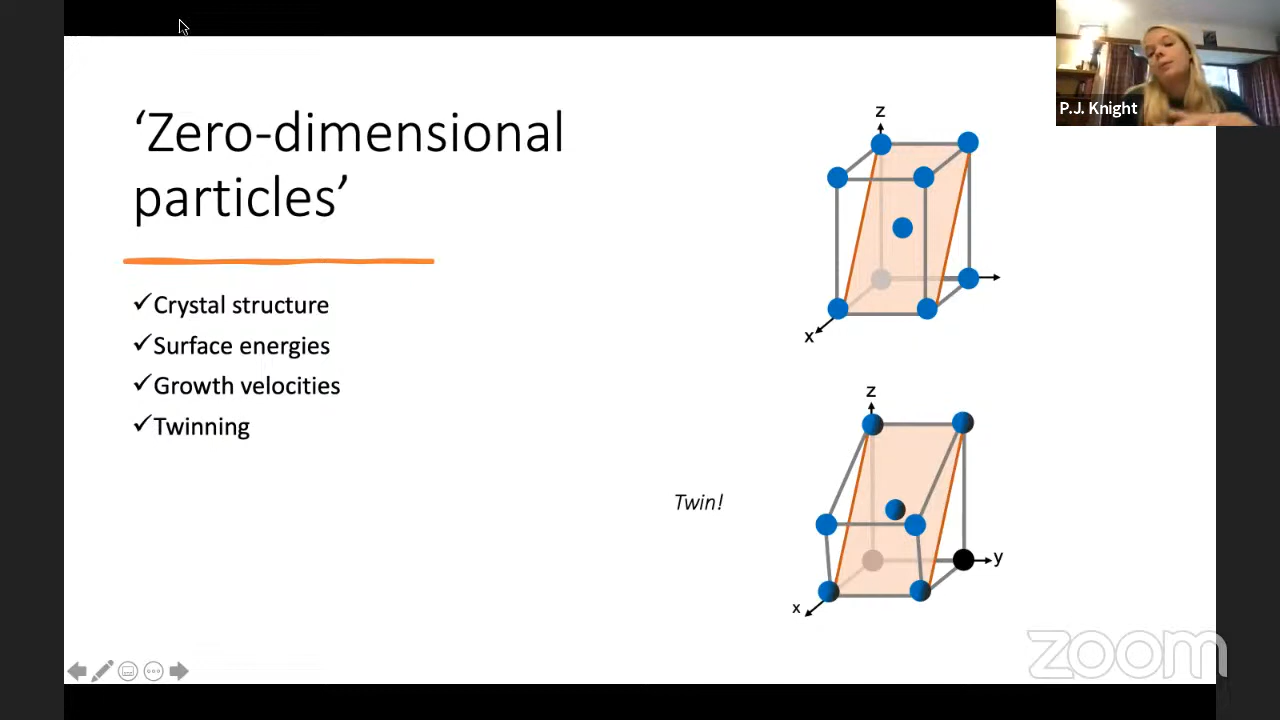 ‘Zero-dimensional
particles’
✓Crystal structure
✓Surface energies
✓Growth velocities
✓Twinning
z
x
z
Twin!
y
x
P.J. Knight
zoom